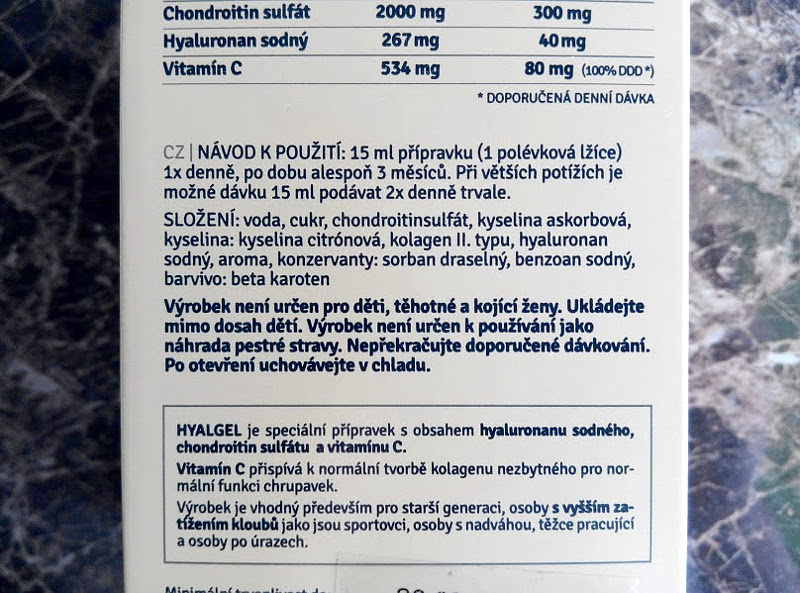 Chondroitin sulfát 2000 mg 300 mg
Hyaluronan sodný 267 mg 40 mg
Vitamín C 534 mg 80 mg (100% DDD*)
* DOPORUČENÁ DENNÍ DÁVKA
CZ | NÁVOD K POUŽITÍ: 15 ml přípravku (1 polévková lžíce)
1x denně, po dobu alespoň 3 měsíců. Při větších potížích je
možné dávku 15 ml podávat 2x denně trvale.
SLOŽENÍ: voda, cukr, chondroitinsulfát, kyselina askorbová,
kyselina: kyselina citrónová, kolagen II. typu, hyaluronan
sodný, aroma, konzervanty: sorban draselný, benzoan sodný,
barvivo: beta karoten
Výrobek není určen pro děti, těhotné a kojící ženy. Ukládejte
mimo dosah dětí. Výrobek není určen k používání jako
náhrada pestré stravy. Nepřekračujte doporučené dávkování.
Po otevření uchovávejte v chladu.
HYALGEL je speciální přípravek s obsahem hyaluronanu sodného,
chondroitin sulfátu a vitamínu C.
Vitamín C přispívá k normální tvorbě kolagenu nezbytného pro nor-
mální funkci chrupavek.
Výrobek je vhodný především pro starší generaci, osoby s vyšším za-
tížením kloubů jako jsou sportovci, osoby s nadváhou, těžce pracující
a osoby po úrazech.
Minimální trvanlivost do